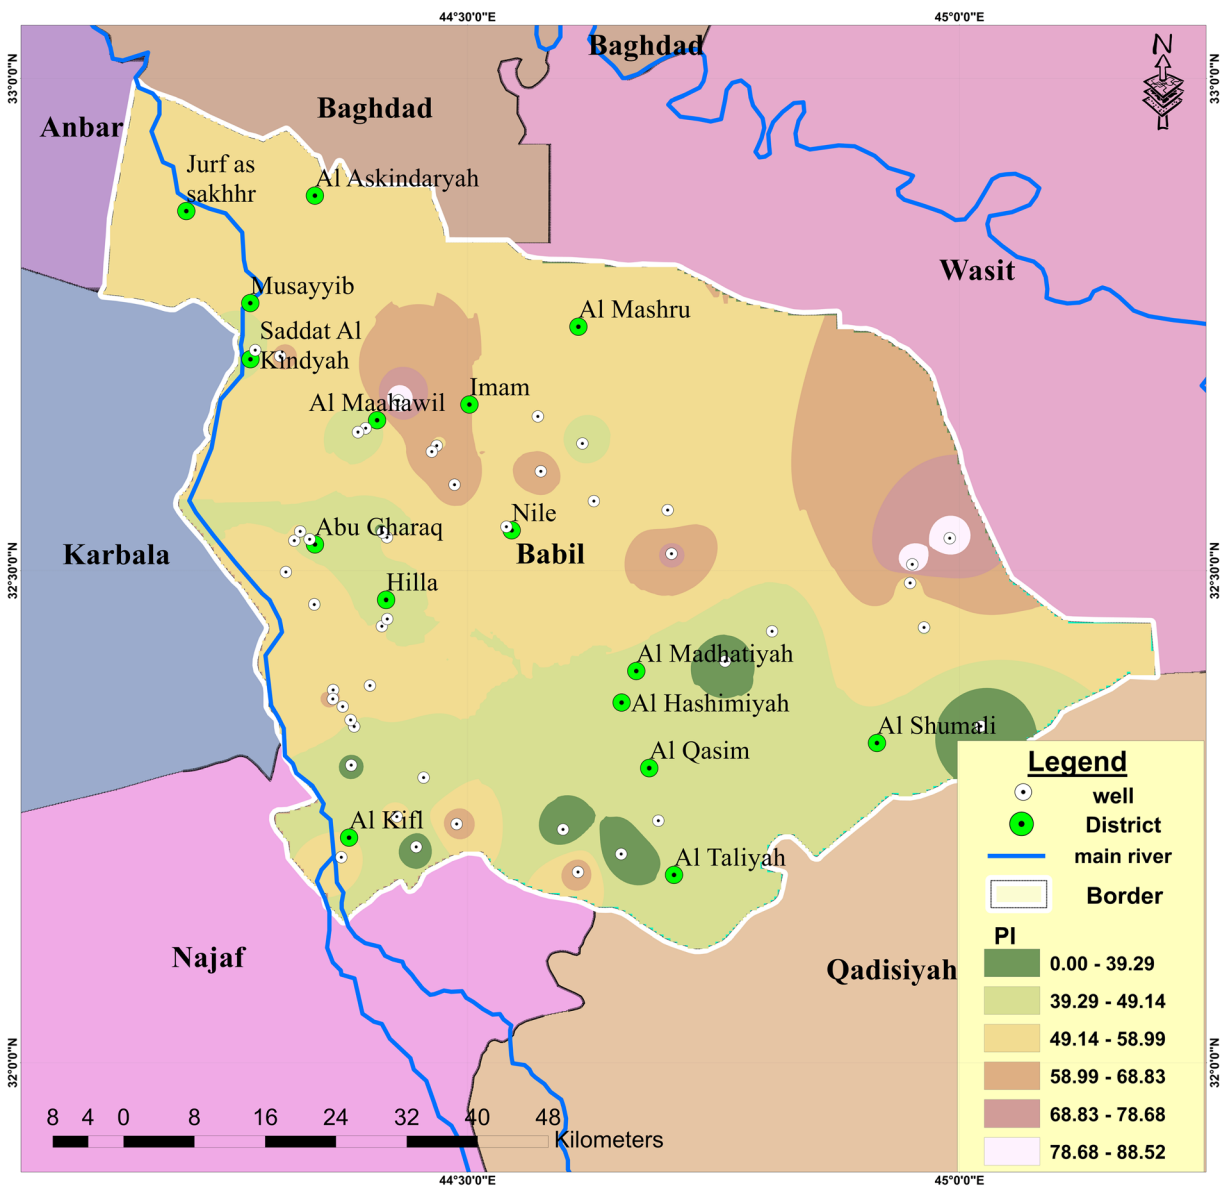 44°30'0"E
45°0'0"E
Baghdad
N
33°0'0"N
33°0'0"N
Baghdad
Anbar
Jurf as
sakhhr
Al Askindaryah
Wasit
Musayyib
Al Mashru
Saddat Al
Kindyah
Imam
Al Maahawil
Nile
Abu Gharaq
Karbala
Babil
32°30'0"N
32°30'0"N
Hilla
Al Madhatiyah
Al Hashimiyah
Al Shumali
Al Qasim
Al Kifl
Al Taliyah
Najaf
Qadisiyah
Legend
well
District
main river
Border
PI
0.00 - 39.29
39.29 - 49.14
49.14 - 58.99
58.99 - 68.83
68.83 - 78.68
78.68 - 88.52
32°0'0"N
32°0'0"N
8 4 0 8 16 24 32 40 48
Kilometers
44°30'0"E
45°0'0"E